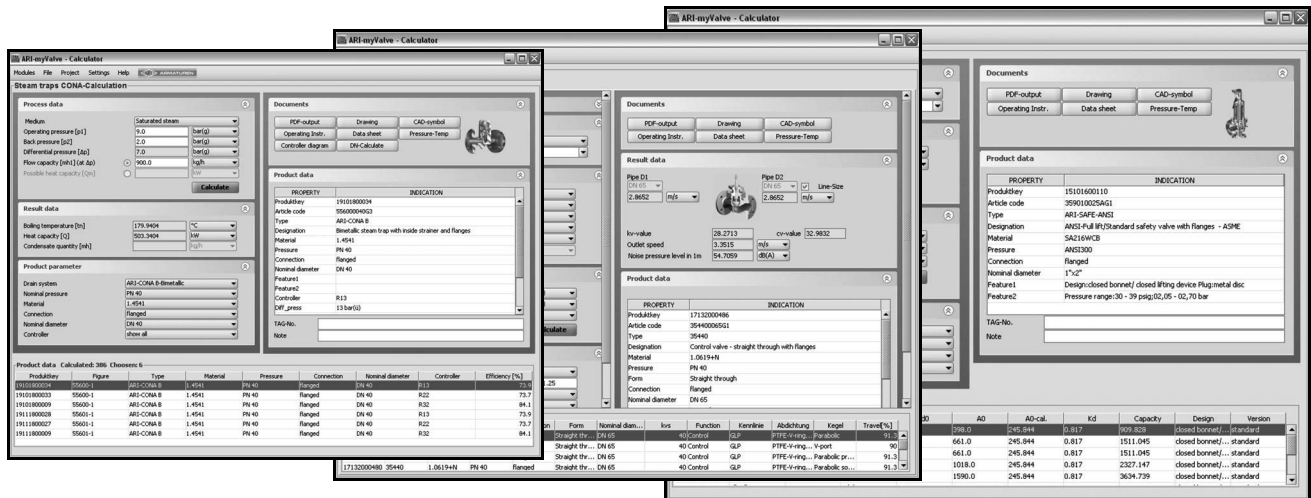 ARI-myValve - Calculator
Modules File Project Settings Help ARI ARMATUREN
Steam traps CONA-Calculation
Process data
Medium Saturated steam
Operating pressure [p1] 9.0 bar(g)
Back pressure [p2] 2.0 bar(g)
Differential pressure [Δp] 7.0 bar(g)
Flow capacity [mh1] (at Δp) 900.0 kg/h
Possible heat capacity [Qm] kW
Calculate
Result data
Boiling temperature [tn] 179.9404 °C
Heat capacity [Q] 503.3404 kW
Condensate quantity [mh] kg/h
Product parameter
Drain system ARI-CONA B-Bimetallic
Nominal pressure PN 40
Material 1.4541
Connection flanged
Nominal diameter DN 40
Controller show all
Documents
PDF-output Drawing CAD-symbol
Operating Instr. Data sheet Pressure-Temp
Controller diagram DN-Calculate
Product data
PROPERTY INDICATION
Produktkey 19101800034
Article code 556000040G3
Type ARI-CONA B
Designation Bimetallic steam trap with inside strainer and flanges
Material 1.4541
Pressure PN 40
Connection flanged
Nominal diameter DN 40
Feature1
Feature2
Controller R13
Diff_press 13 bar(ü)
TAG-No.
Note
Product data Calculated: 386 Choosen: 6
Produktkey Figure Type Material Pressure Connection Nominal diameter Controller Efficiency [%]
19101800034 55600-1 ARI-CONA B 1.4541 PN 40 flanged DN 40 R13 73.9
19101800033 55600-1 ARI-CONA B 1.4541 PN 40 flanged DN 40 R22 73.7
19101800009 55600-1 ARI-CONA B 1.4541 PN 40 flanged DN 40 R32 84.1
19111800028 55601-1 ARI-CONA B 1.4541 PN 40 flanged DN 40 R13 73.9
19111800027 55601-1 ARI-CONA B 1.4541 PN 40 flanged DN 40 R22 73.7
19111800009 55601-1 ARI-CONA B 1.4541 PN 40 flanged DN 40 R32 84.1
ARI-myValve - Calculator
Documents
PDF-output Drawing CAD-symbol
Operating Instr. Data sheet Pressure-Temp
Result data
Pipe D1 Pipe D2
DN 65 DN 65 Line-Size
2.8652 m/s 2.8652 m/s
kv-value 28.2713 cv-value 32.9832
Outlet speed 3.3515 m/s
Noise pressure level in 1m 54.7059 dB(A)
Product data
PROPERTY INDICATION
Produktkey 17132000486
Article code 354400065G1
Type 35440
Designation Control valve - straight through with flanges
Material 1.0619+N
Pressure PN 40
Form Straight through
Connection flanged
Nominal diameter DN 65
lculate
1.25
on Form Nominal diam... kvs Function Kennlinie Abdichtung Kegel Travel[%]
Straight thr... DN 65 40 Control GLP PTFE-V-ring... Parabolic 91.3
Straight thr... DN 65 40 Control GLP PTFE-V-ring... V-port 90
Straight thr... DN 65 40 Control GLP PTFE-V-ring... Parabolic pr... 91.3
17132000480 35440 1.0619+N PN 40 flanged Straight thr... DN 65 40 Control GLP PTFE-V-ring... Parabolic so... 91.3
ARI-myValve - Calculator
Documents
PDF-output Drawing CAD-symbol
Operating Instr. Data sheet Pressure-Temp
Product data
PROPERTY INDICATION
Produktkey 15101600110
Article code 359010025AG1
Type ARI-SAFE-ANSI
Designation ANSI-Full lift/Standard safety valve with flanges - ASME
Material SA216WCB
Pressure ANSI300
Connection flanged
Nominal diameter 1"x2"
Feature1 Design:closed bonnet/ closed lifting device Plug:metal disc
Feature2 Pressure range:30 - 39 psig;02,05 - 02,70 bar
TAG-No.
Note
d0 A0 A0-cal. Kd Capacity Design Version
398.0 245.844 0.817 909.828 closed bonnet/... standard
661.0 245.844 0.817 1511.045 closed bonnet/... standard
661.0 245.844 0.817 1511.045 closed bonnet/... standard
1018.0 245.844 0.817 2327.147 closed bonnet/... standard
1590.0 245.844 0.817 3634.739 closed bonnet/... standard